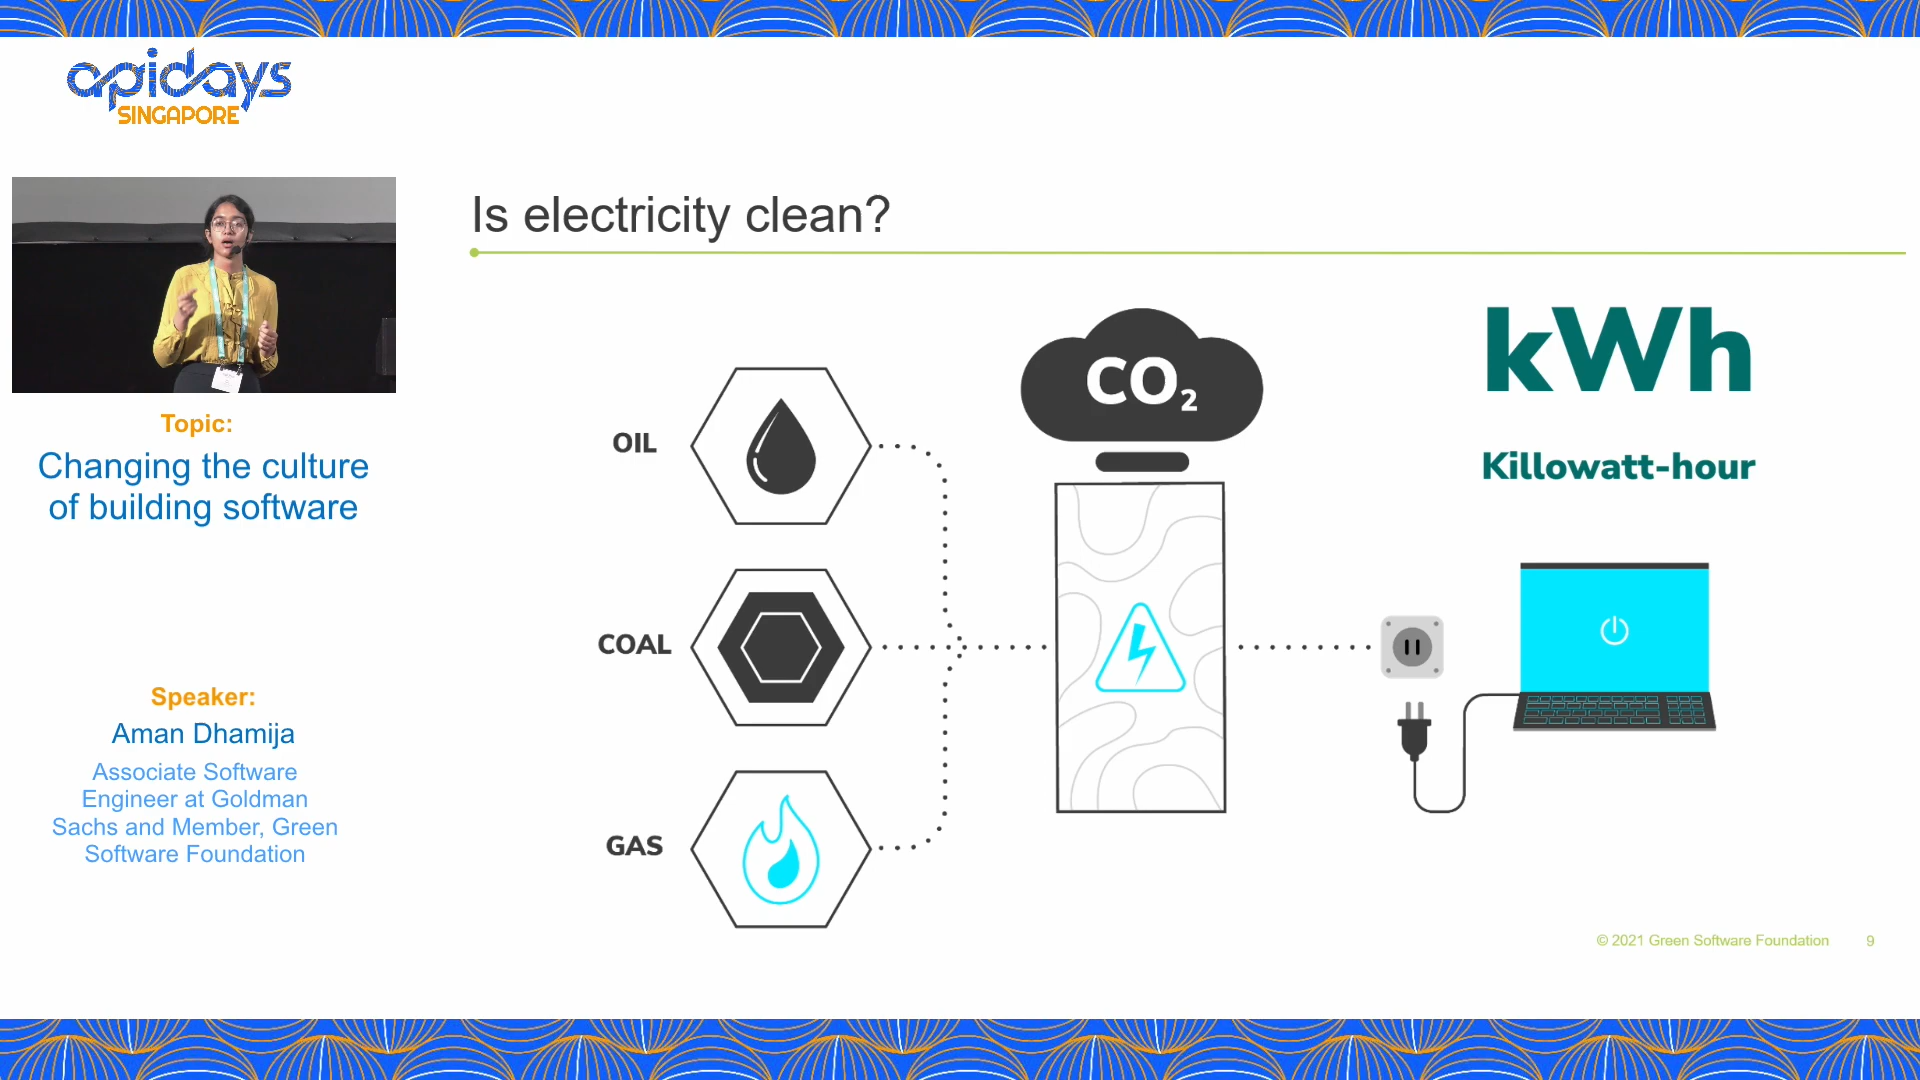 apidays
SINGAPORE
Topic:
Changing the culture
of building software
Speaker:
Aman Dhamija
Associate Software
Engineer at Goldman
Sachs and Member, Green
Software Foundation
Is electricity clean?
OIL
COAL
GAS
CO₂
kWh
Killowatt-hour
© 2021 Green Software Foundation 9